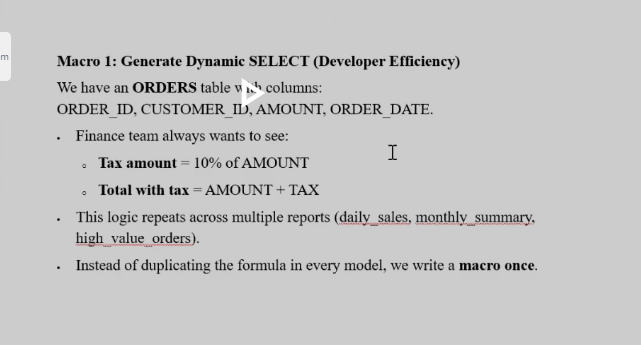 m
Macro 1: Generate Dynamic SELECT (Developer Efficiency)
We have an ORDERS table with columns:
ORDER_ID, CUSTOMER_ID, AMOUNT, ORDER_DATE.
• Finance team always wants to see:
o Tax amount = 10% of AMOUNT
o Total with tax = AMOUNT + TAX
• This logic repeats across multiple reports (daily_sales, monthly_summary,
high_value_orders).
• Instead of duplicating the formula in every model, we write a macro once.